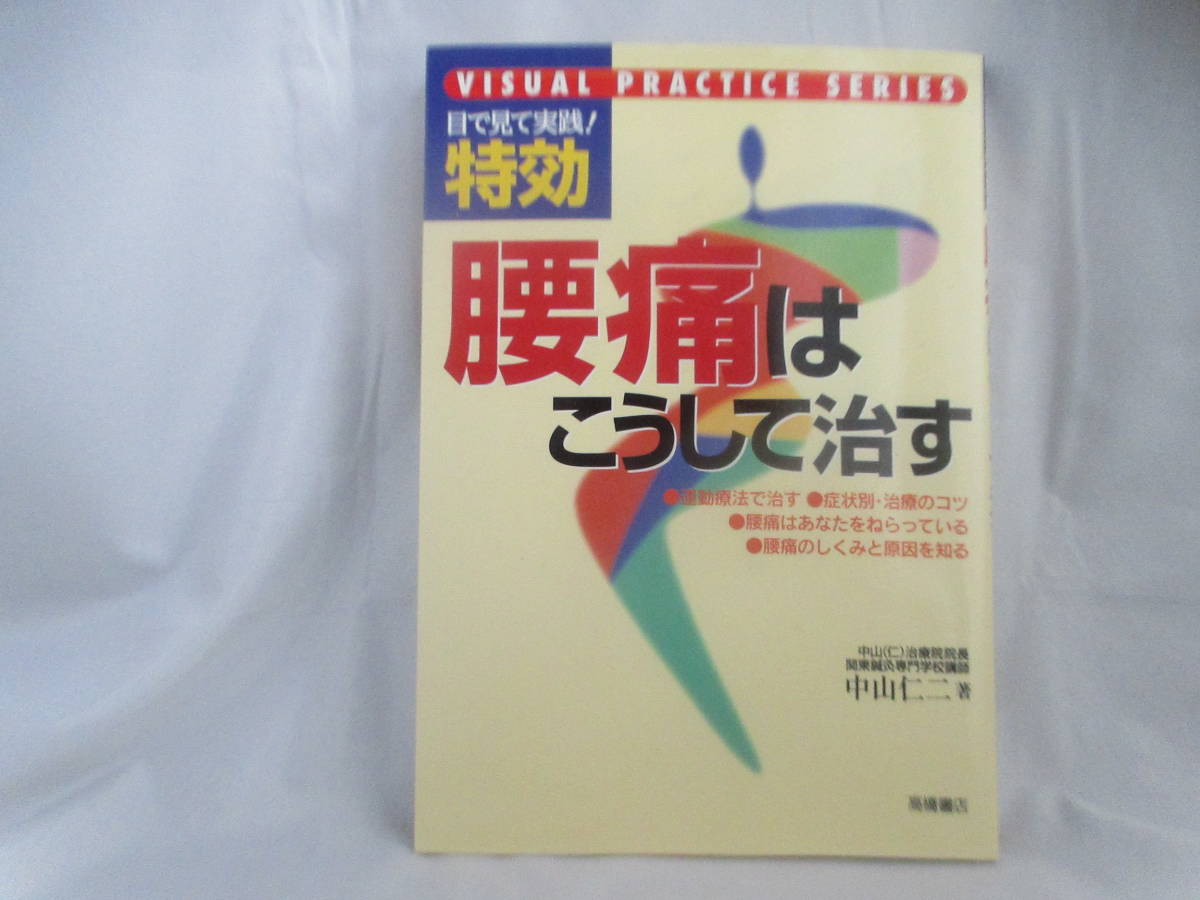 VISUAL PRACTICE SERIES
目で見て実践!
特効
腰痛は
こうして治す
●運動療法で治す ●症状別・治療のコツ
●腰痛はあなたをねらっている
●腰痛のしくみと原因を知る
中山(仁)治療院院長
関東鍼灸専門学校講師
中山仁二 著
高橋書店